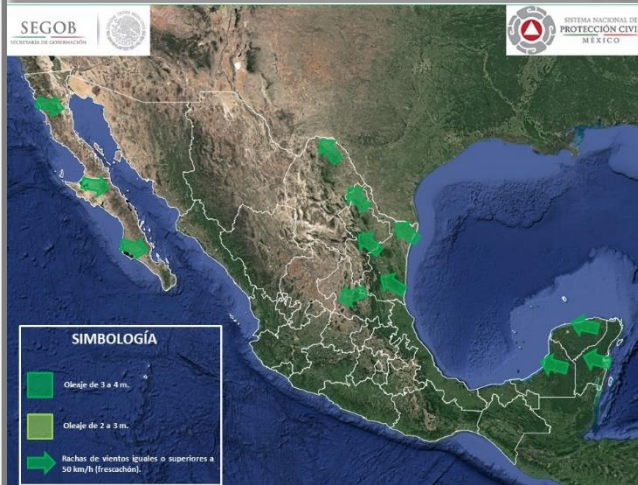 SEGOB
SECRETARÍA DE GOBERNACIÓN
SISTEMA NACIONAL DE
PROTECCIÓN CIVIL
MÉXICO
SIMBOLOGÍA
Oleaje de 3 a 4 m.
Oleaje de 2 a 3 m.
Rachas de vientos iguales o superiores a
50 km/h (frescachón).